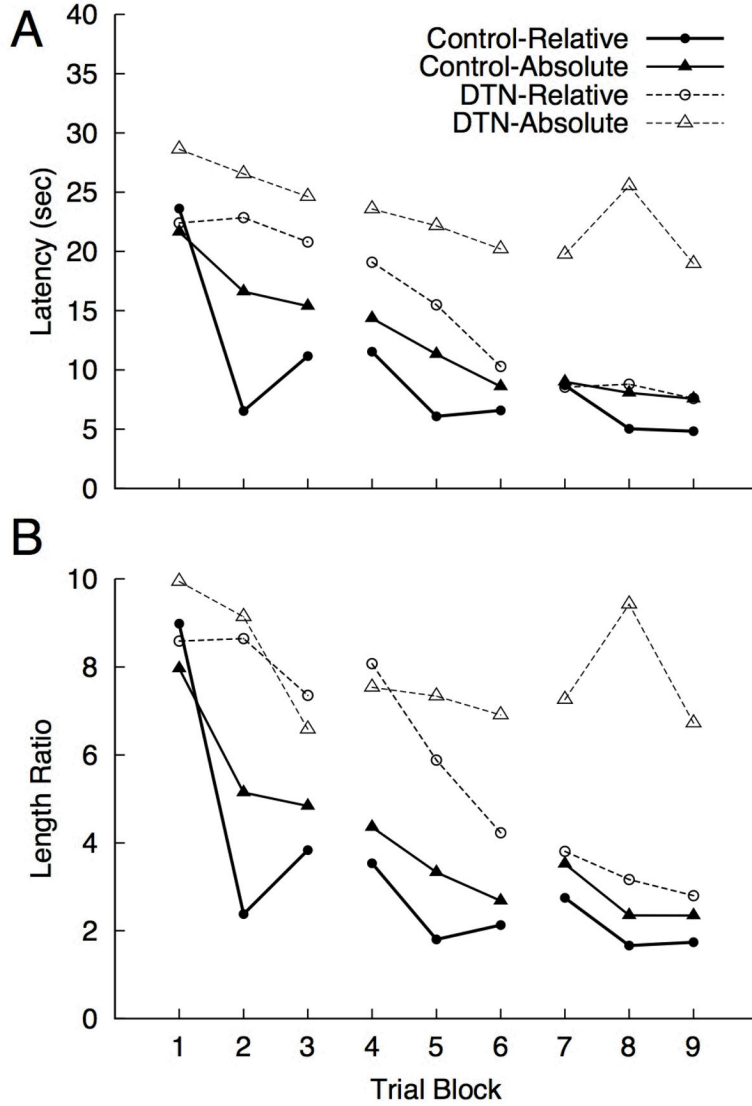 A
40
35
30
25
20
15
10
5
0
Latency (sec)
Control-Relative
Control-Absolute
DTN-Relative
DTN-Absolute
B
10
8
6
4
2
0
Length Ratio
1 2 3 4 5 6 7 8 9
Trial Block